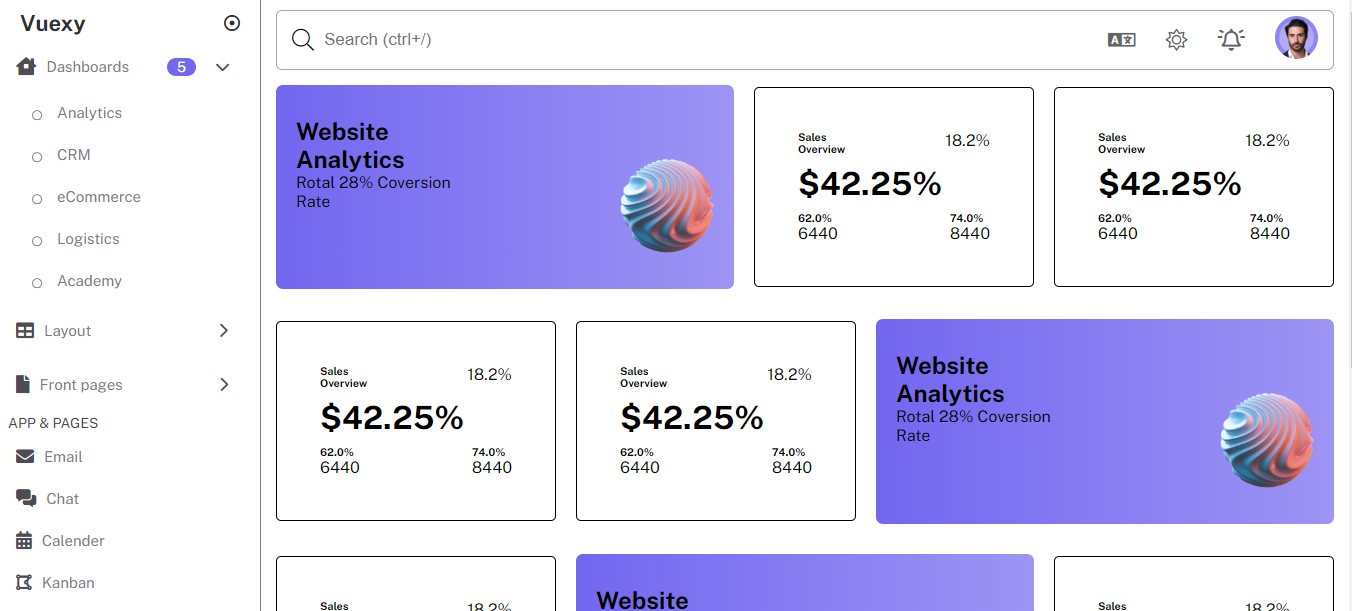 Vuexy
Dashboards 5
Analytics
CRM
eCommerce
Logistics
Academy
Layout
Front pages
APP & PAGES
Email
Chat
Calender
Kanban
Search (ctrl+/)
A
Website
Analytics
Rotal 28% Coversion
Rate
Sales
Overview
18.2%
$42.25%
62.0%
6440
74.0%
8440
Sales
Overview
18.2%
$42.25%
62.0%
6440
74.0%
8440
Sales
Overview
18.2%
$42.25%
62.0%
6440
74.0%
8440
Sales
Overview
18.2%
$42.25%
62.0%
6440
74.0%
8440
Website
Analytics
Rotal 28% Coversion
Rate
Sales
18.2%
Website
Sales
18.2%